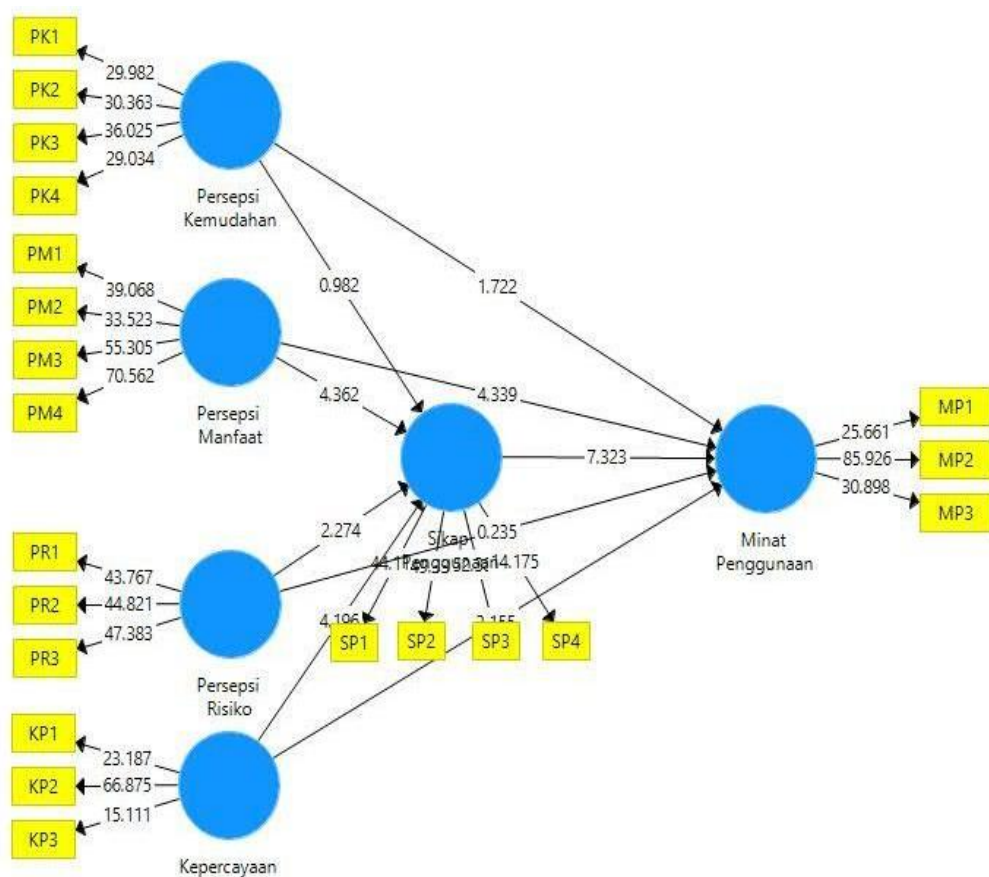 PK1
29.982
PK2
30.363
PK3
36.025
PK4
29.034
Persepsi
Kemudahan
PM1
39.068
PM2
33.523
PM3
55.305
PM4
70.562
Persepsi
Manfaat
0.982
1.722
4.362
4.339
7.323
2.274
0.235
4.196
PR1
43.767
PR2
44.821
PR3
47.383
Persepsi
Risiko
KP1
23.187
KP2
66.875
KP3
15.111
Kepercayaan
Sikap
Penggunaan
14.175
SP1
SP2
SP3
SP4
Minat
Penggunaan
25.661
MP1
85.926
MP2
30.898
MP3